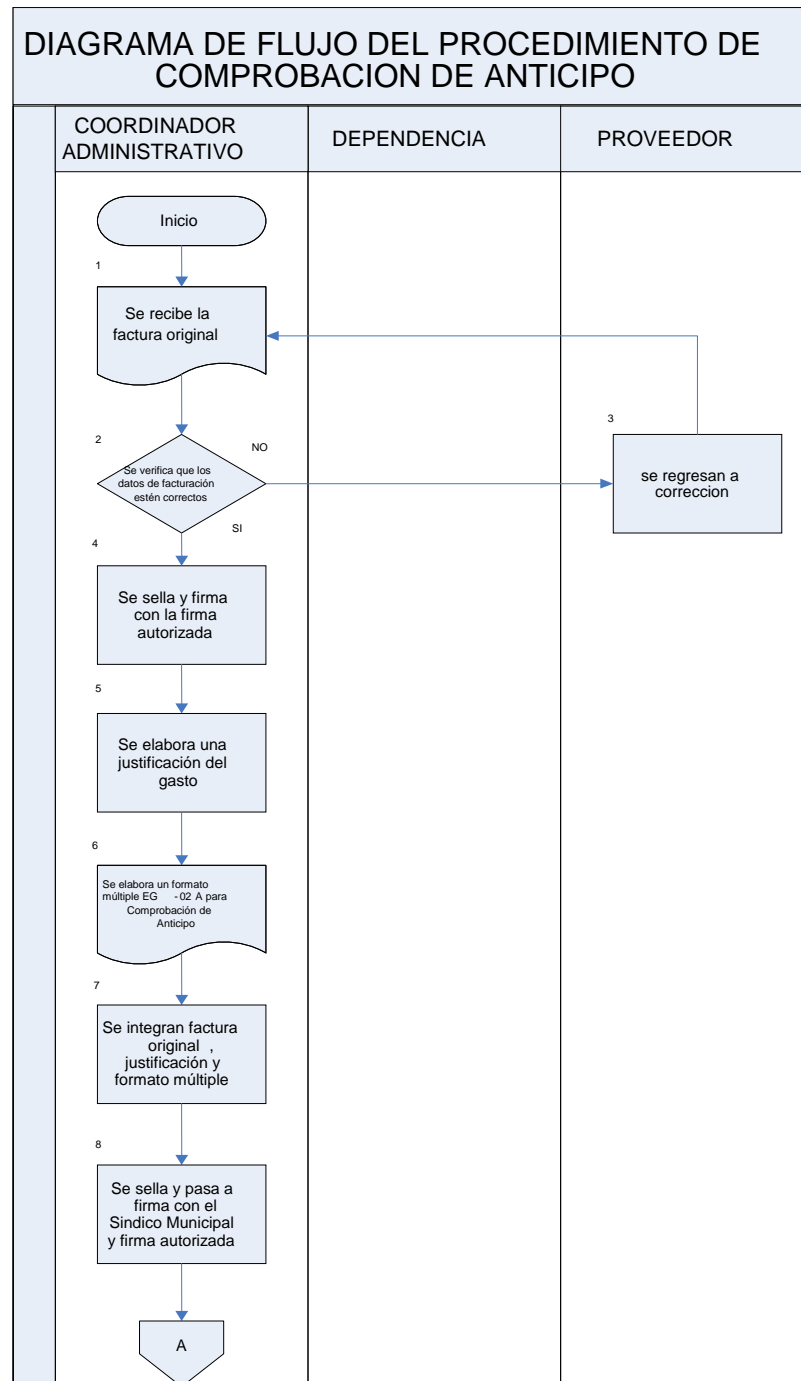 DIAGRAMA DE FLUJO DEL PROCEDIMIENTO DE
COMPROBACION DE ANTICIPO
COORDINADOR
ADMINISTRATIVO
DEPENDENCIA
PROVEEDOR
Inicio
1
Se recibe la
factura original
2
Se verifica que los
datos de facturación
estén correctos
NO
SI
3
se regresan a
correccion
4
Se sella y firma
con la firma
autorizada
5
Se elabora una
justificación del
gasto
6
Se elabora un formato
múltiple EG - 02 A para
Comprobación de
Anticipo
7
Se integran factura
original ,
justificación y
formato múltiple
8
Se sella y pasa a
firma con el
Sindico Municipal
y firma autorizada
A